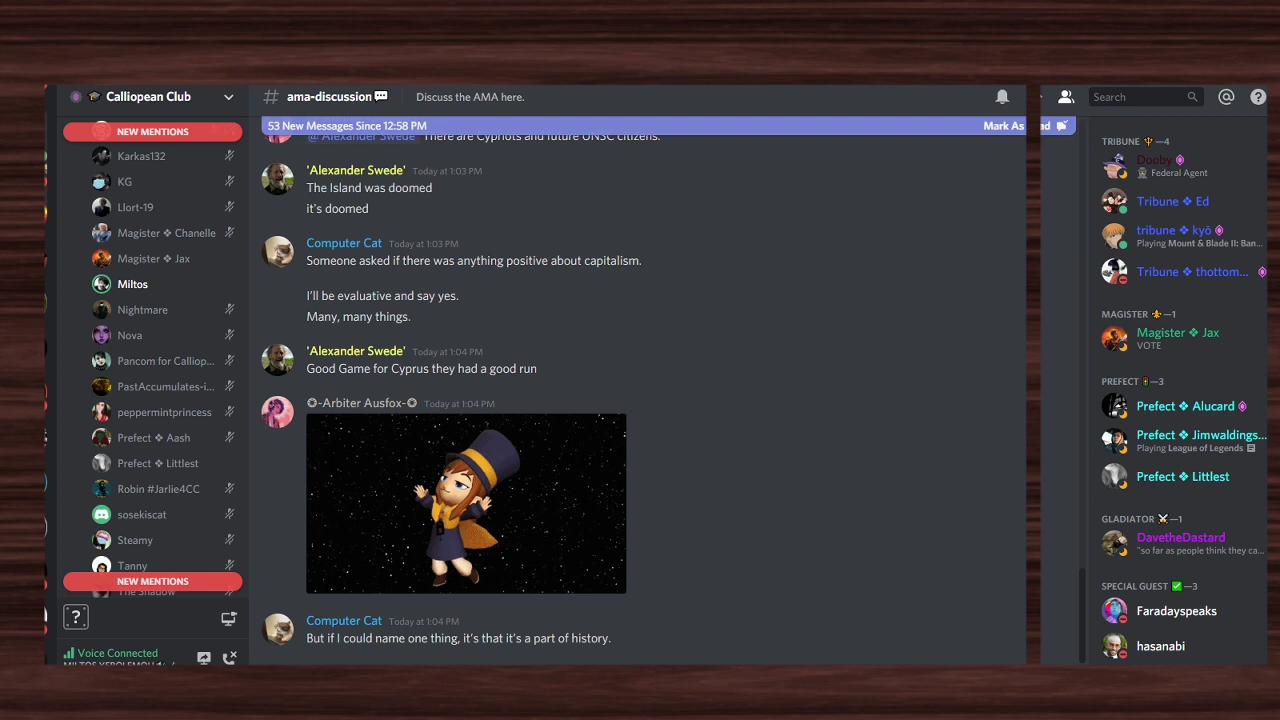 Calliopean Club
NEW MENTIONS
Karkas132
KG
Llort-19
Magister ❖ Chanelle
Magister ❖ Jax
Miltos
Nightmare
Nova
Pancom for Calliop...
PastAccumulates-i...
peppermintprincess
Prefect ❖ Aash
Prefect ❖ Littlest
Robin #Jarlie4CC
sosekiscat
Steamy
Tanny
NEW MENTIONS
The Shadow
Voice Connected
# ama-discussion💬 Discuss the AMA here.
53 New Messages Since 12:58 PM Mark As
@Alexander Swede There are Cypriots and future UNSC citizens.
'Alexander Swede' Today at 1:03 PM
The Island was doomed
it's doomed
Computer Cat Today at 1:03 PM
Someone asked if there was anything positive about capitalism.
I'll be evaluative and say yes.
Many, many things.
'Alexander Swede' Today at 1:04 PM
Good Game for Cyprus they had a good run
✪-Arbiter Ausfox-✪ Today at 1:04 PM
Computer Cat Today at 1:04 PM
But if I could name one thing, it's that it's a part of history.
Search
ad
TRIBUNE 🔱—4
Dooby
Federal Agent
Tribune ❖ Ed
tribune ❖ kyō
Playing Mount & Blade II: Ban...
Tribune ❖ thottom...
MAGISTER ⚜—1
Magister ❖ Jax
VOTE
PREFECT —3
Prefect ❖ Alucard
Prefect ❖ Jimwaldings...
Playing League of Legends
Prefect ❖ Littlest
GLADIATOR ⚔—1
DavetheDastard
"so far as people think they ca...
SPECIAL GUEST ✅—3
Faradayspeaks
hasanabi